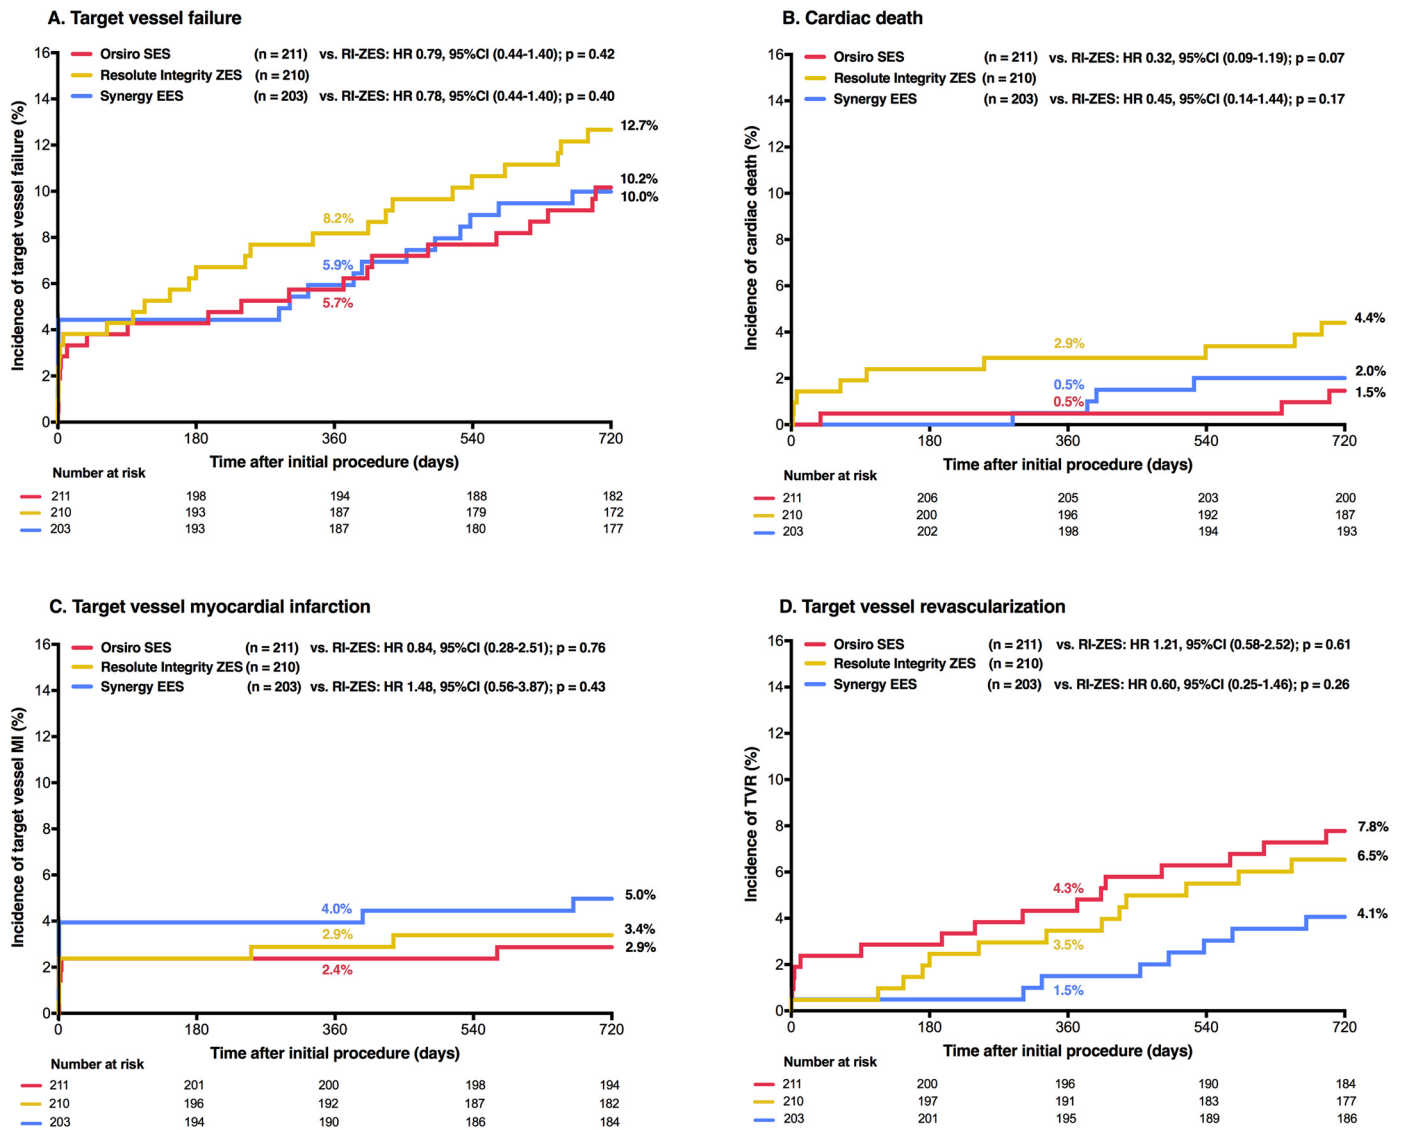 A. Target vessel failure
Orsiro SES (n = 211) vs. RI-ZES: HR 0.79, 95%CI (0.44-1.40); p = 0.42
Resolute Integrity ZES (n = 210)
Synergy EES (n = 203) vs. RI-ZES: HR 0.78, 95%CI (0.44-1.40); p = 0.40
Incidence of target vessel failure (%)
16
14
12
10
8
6
4
2
0
12.7%
10.2%
10.0%
8.2%
5.9%
5.7%
0 180 360 540 720
Time after initial procedure (days)
Number at risk
211 198 194 188 182
210 193 187 179 172
203 193 187 180 177
B. Cardiac death
Orsiro SES (n = 211) vs. RI-ZES: HR 0.32, 95%CI (0.09-1.19); p = 0.07
Resolute Integrity ZES (n = 210)
Synergy EES (n = 203) vs. RI-ZES: HR 0.45, 95%CI (0.14-1.44); p = 0.17
Incidence of cardiac death (%)
16
14
12
10
8
6
4
2
0
4.4%
2.9%
2.0%
0.5%
1.5%
0.5%
0 180 360 540 720
Time after initial procedure (days)
Number at risk
211 206 205 203 200
210 200 196 192 187
203 202 198 194 193
C. Target vessel myocardial infarction
Orsiro SES (n = 211) vs. RI-ZES: HR 0.84, 95%CI (0.28-2.51); p = 0.76
Resolute Integrity ZES (n = 210)
Synergy EES (n = 203) vs. RI-ZES: HR 1.48, 95%CI (0.56-3.87); p = 0.43
Incidence of target vessel MI (%)
16
14
12
10
8
6
4
2
0
5.0%
4.0%
3.4%
2.9%
2.9%
2.4%
0 180 360 540 720
Time after initial procedure (days)
Number at risk
211 201 200 198 194
210 196 192 187 182
203 194 190 186 184
D. Target vessel revascularization
Orsiro SES (n = 211) vs. RI-ZES: HR 1.21, 95%CI (0.58-2.52); p = 0.61
Resolute Integrity ZES (n = 210)
Synergy EES (n = 203) vs. RI-ZES: HR 0.60, 95%CI (0.25-1.46); p = 0.26
Incidence of TVR (%)
16
14
12
10
8
6
4
2
0
7.8%
6.5%
4.3%
4.1%
3.5%
1.5%
0 180 360 540 720
Time after initial procedure (days)
Number at risk
211 200 196 190 184
210 197 191 183 177
203 201 195 189 186